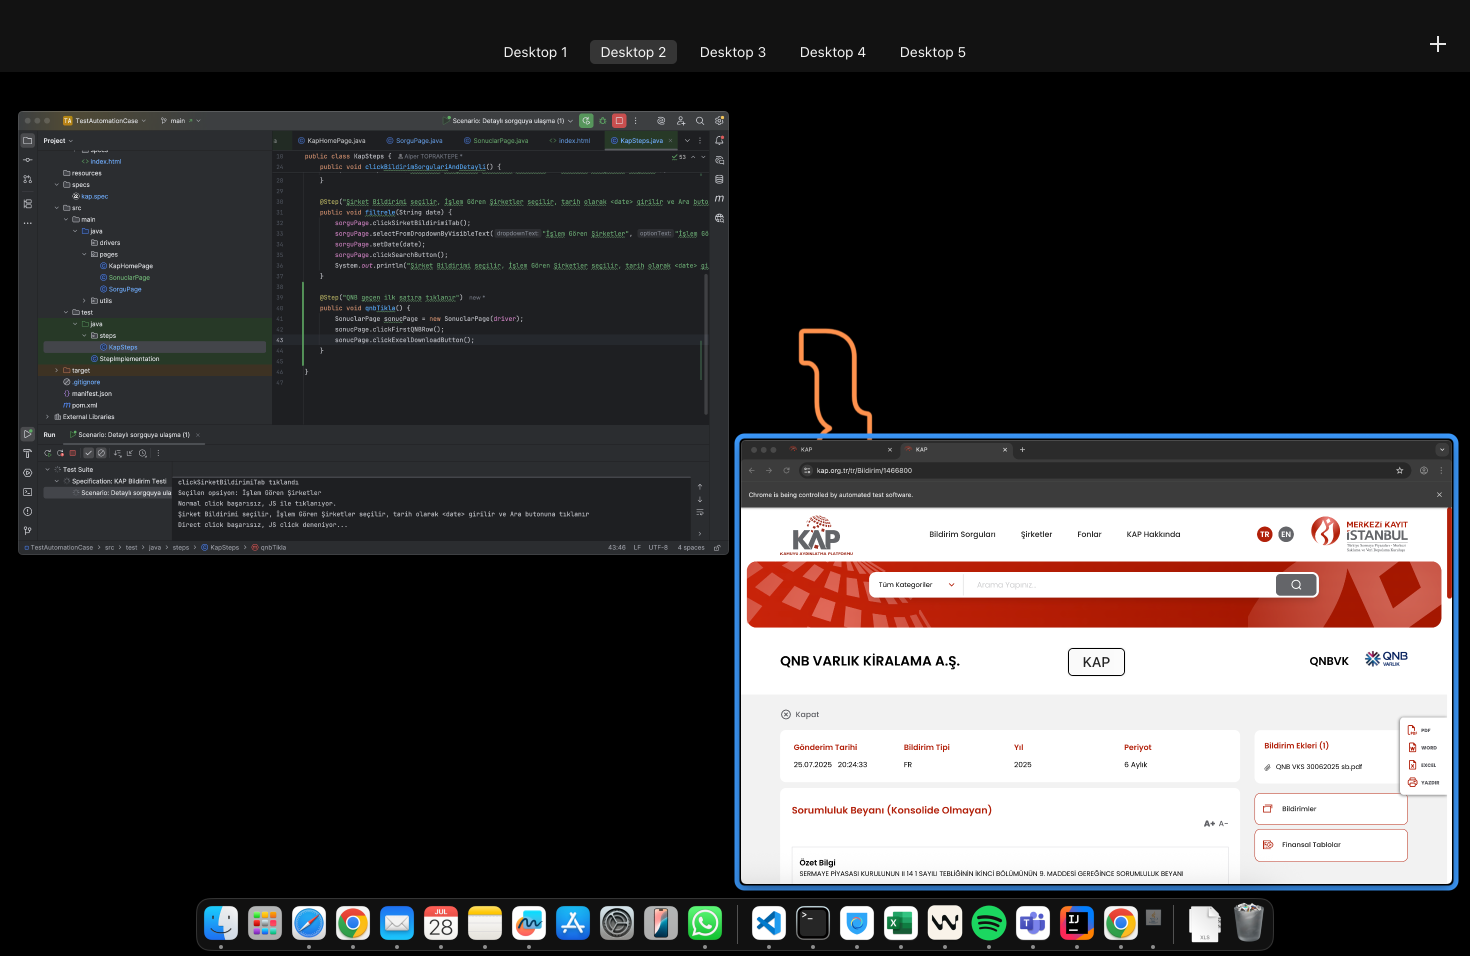 Desktop 1 Desktop 2 Desktop 3 Desktop 4 Desktop 5
TA TestAutomationCase main Scenario: Detaylı sorgquya ulaşma (1)
Project
index.html
resources
specs
kap.spec
src
main
java
drivers
pages
KapHomePage
SonuclarPage
SorguPage
utils
test
java
steps
KapSteps
StepImplementation
target
.gitignore
manifest.json
pom.xml
External Libraries
KapHomePage.java SorguPage.java SonuclarPage.java index.html KapSteps.java
public class KapSteps { Alper TOPRAKTEPE *
53
public void clickBildirimSorgulariAndDetayli() {
}
@Step("Şirket Bildirimi seçilir, İşlem Gören Şirketler seçilir, tarih olarak <date> girilir ve Ara buto
public void filtrele(String date) {
sorguPage.clickSirketBildirimiTab();
sorguPage.selectFromDropdownByVisibleText( dropdownText: "İşlem Gören Şirketler", optionText: "İşlem Gö
sorguPage.setDate(date);
sorguPage.clickSearchButton();
System.out.println("Şirket Bildirimi seçilir, İşlem Gören Şirketler seçilir, tarih olarak <date> gi
}
@Step("QNB geçen ilk satıra tıklanır") new *
public void qnbTikla() {
SonuclarPage sonucPage = new SonuclarPage(driver);
sonucPage.clickFirstQNBRow();
43 sonucPage.clickExcelDownloadButton();
}
}
Run Scenario: Detaylı sorgquya ulaşma (1)
Test Suite
Specification: KAP Bildirim Testi
Scenario: Detaylı sorgquya ula
clickSirketBildirimiTab tıklandı
Seçilen opsiyon: İşlem Gören Şirketler
Normal click başarısız, JS ile tıklanıyor.
Şirket Bildirimi seçilir, İşlem Gören Şirketler seçilir, tarih olarak <date> girilir ve Ara butonuna tıklanır
Direct click başarısız, JS click deneniyor...
TestAutomationCase > src > test > java > steps > KapSteps > qnbTikla 43:46 LF UTF-8 4 spaces
KAP KAP
kap.org.tr/tr/Bildirim/1466800
Chrome is being controlled by automated test software.
KAP
KAMUYU AYDINLATMA PLATFORMU
Bildirim Sorguları Şirketler Fonlar KAP Hakkında
TR EN
MERKEZİ KAYIT
İSTANBUL
Tüm Kategoriler Arama Yapınız...
QNB VARLIK KİRALAMA A.Ş. KAP QNBVK QNB
VARLIK
Kapat
PDF
WORD
EXCEL
YAZDIR
Gönderim Tarihi Bildirim Tipi Yıl Periyot
25.07.2025 20:24:33 FR 2025 6 Aylık
Bildirim Ekleri (1)
QNB VKS 30062025 sb.pdf
Bildirimler
Finansal Tablolar
Sorumluluk Beyanı (Konsolide Olmayan)
A+ A-
Özet Bilgi
SERMAYE PİYASASI KURULUNUN II 14 1 SAYILI TEBLİĞİNİN İKİNCİ BÖLÜMÜNÜN 9. MADDESİ GEREĞİNCE SORUMLULUK BEYANI
JUL
28
XLS